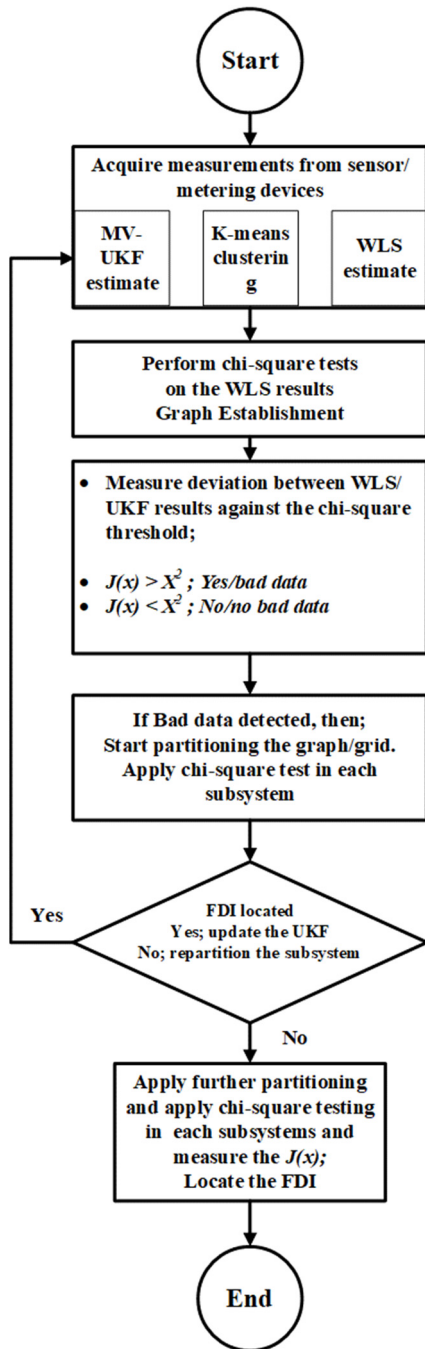 Start
Acquire measurements from sensor/
metering devices
MV-
UKF
estimate
K-means
clusterin
g
WLS
estimate
Perform chi-square tests
on the WLS results
Graph Establishment
• Measure deviation between WLS/
UKF results against the chi-square
threshold;
• J(x) > X² ; Yes/bad data
• J(x) < X² ; No/no bad data
If Bad data detected, then;
Start partitioning the graph/grid.
Apply chi-square test in each
subsystem
Yes
FDI located
Yes; update the UKF
No; repartition the subsystem
No
Apply further partitioning
and apply chi-square testing
in each subsystems and
measure the J(x);
Locate the FDI
End